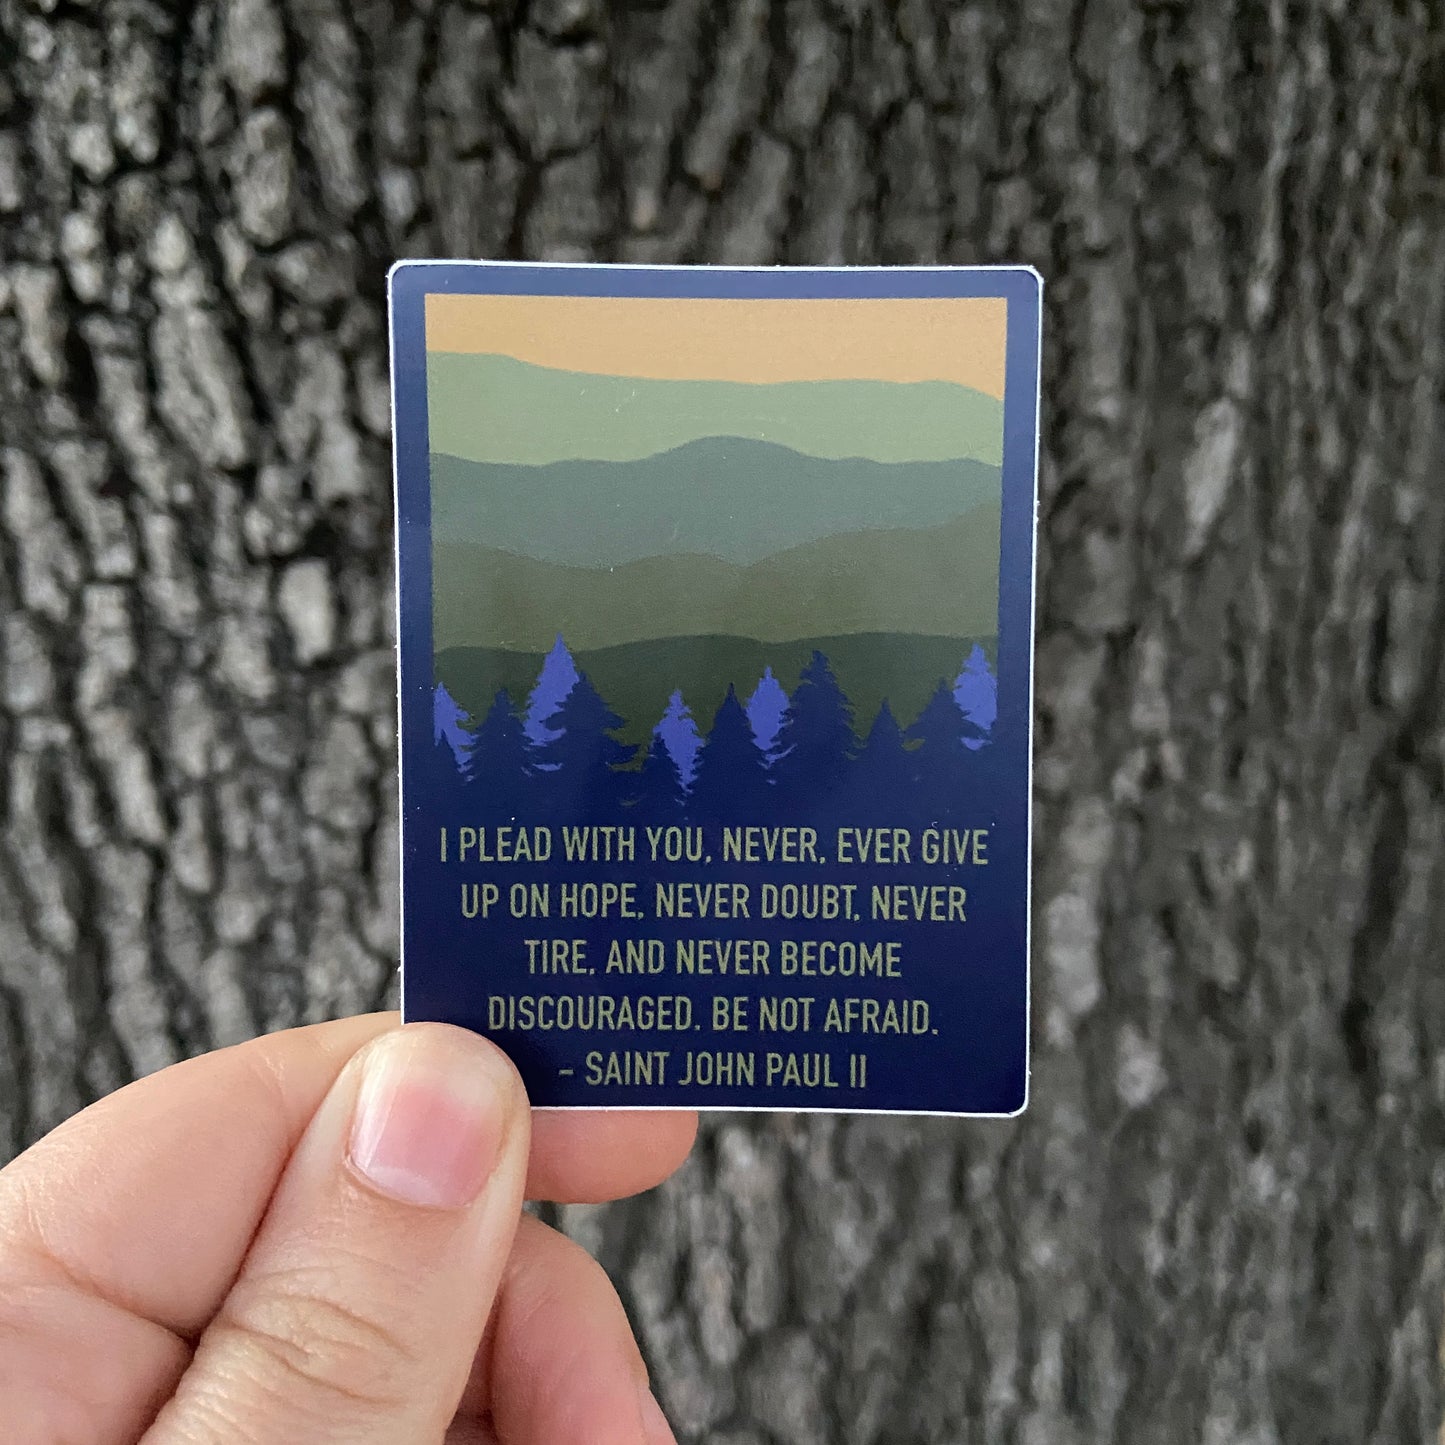 I PLEAD WITH YOU, NEVER, EVER GIVE
UP ON HOPE, NEVER DOUBT, NEVER
TIRE, AND NEVER BECOME
DISCOURAGED. BE NOT AFRAID.
- SAINT JOHN PAUL II